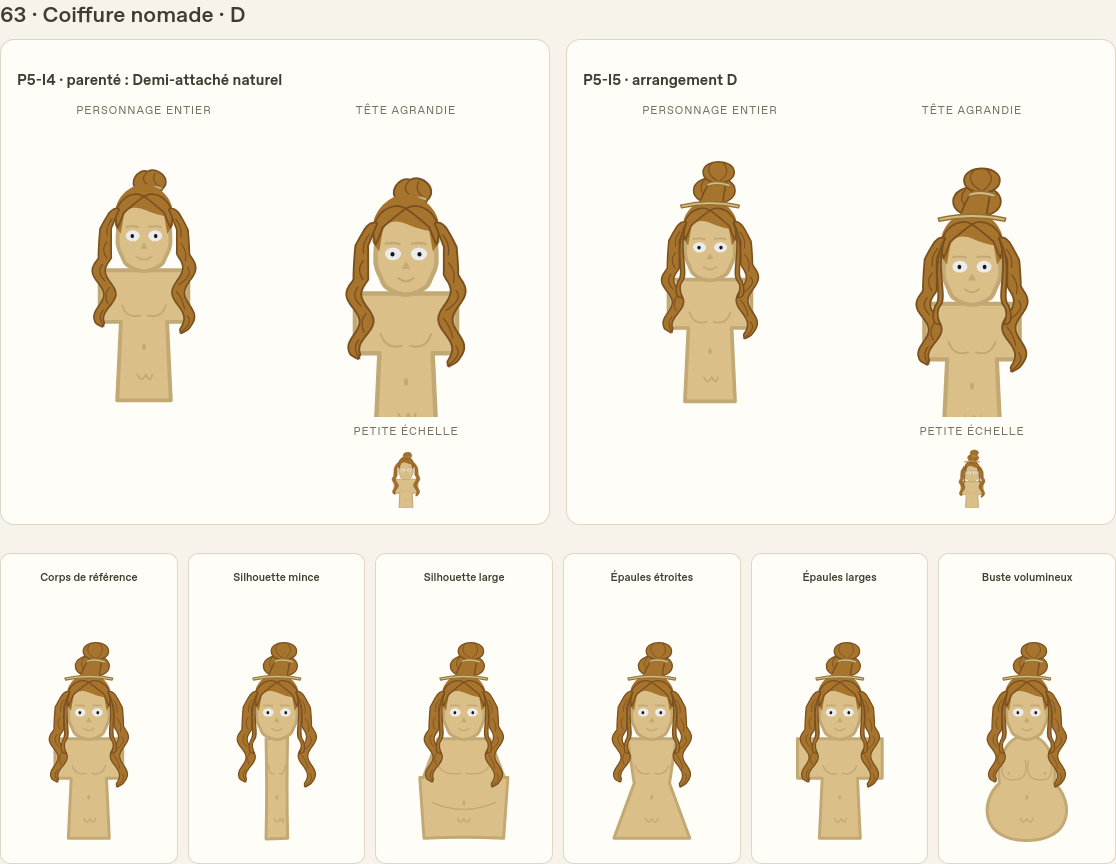 63 · Coiffure nomade · D
P5-I4 · parenté : Demi-attaché naturel
PERSONNAGE ENTIER
TÊTE AGRANDIE
PETITE ÉCHELLE
P5-I5 · arrangement D
PERSONNAGE ENTIER
TÊTE AGRANDIE
PETITE ÉCHELLE
Corps de référence
Silhouette mince
Silhouette large
Épaules étroites
Épaules larges
Buste volumineux